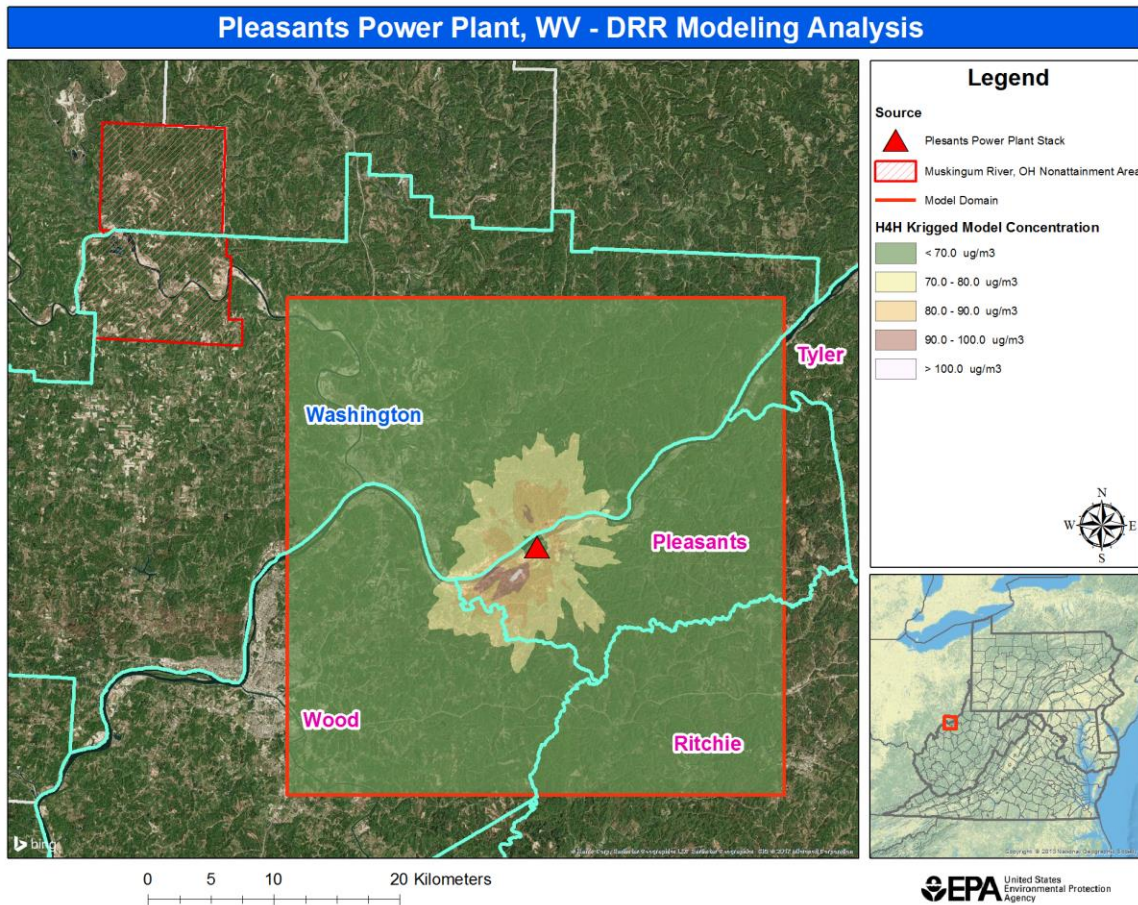 Pleasants Power Plant, WV - DRR Modeling Analysis
Legend
Source
Plesants Power Plant Stack
Muskingum River, OH Nonattainment Area
Model Domain
H4H Krigged Model Concentration
< 70.0 ug/m3
70.0 - 80.0 ug/m3
80.0 - 90.0 ug/m3
90.0 - 100.0 ug/m3
> 100.0 ug/m3
N
W E
S
Tyler
Washington
Pleasants
Wood
Ritchie
bing
0 5 10 20 Kilometers
EPA
United States
Environmental Protection
Agency